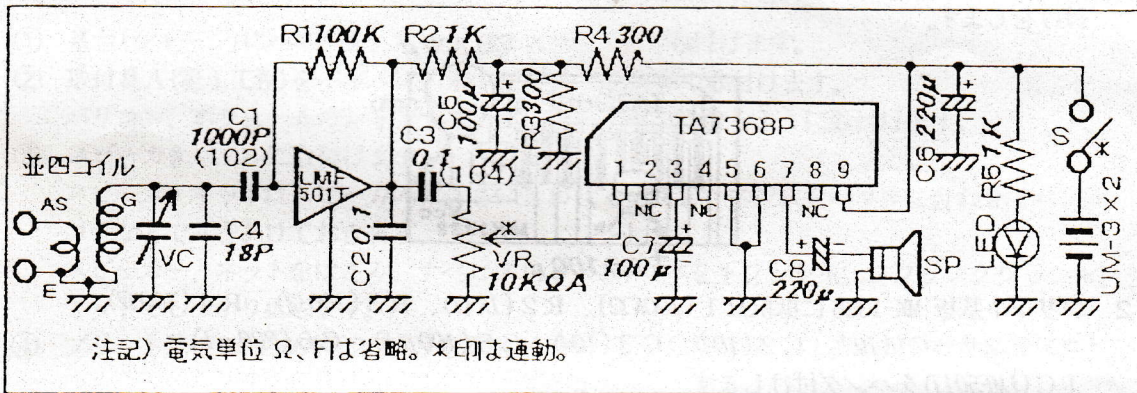 R1 100K R2 1K R4 300
C1
1000P
(102)
C5
100μ
R3 300
TA7368P
C6 220μ
R6 1K
S
*
並四コイル
AS
G
E
VC
C4
18P
LMF
501T
C3
0.1
(104)
C2 0.1
*
VR
10KΩA
1 2 3 4 5 6 7 8 9
NC NC NC
C7
100μ
C8
220μ
SP
LED
UM-3×2
注記) 電気単位 Ω、Fは省略。*印は連動。